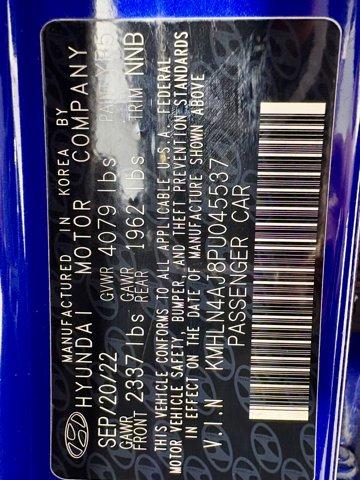 MANUFACTURED IN KOREA BY
HYUNDAI MOTOR COMPANY
SEP/20/22 GVWR 4079 lbs PAINT YP5
GAWR FRONT 2337 lbs GAWR REAR 1962 lbs TRIM NNB
THIS VEHICLE CONFORMS TO ALL APPLICABLE U.S.A. FEDERAL
MOTOR VEHICLE SAFETY, BUMPER, AND THEFT PREVENTION STANDARDS
IN EFFECT ON THE DATE OF MANUFACTURE SHOWN ABOVE
V.I.N KMHLN4AJ8PU045537
PASSENGER CAR